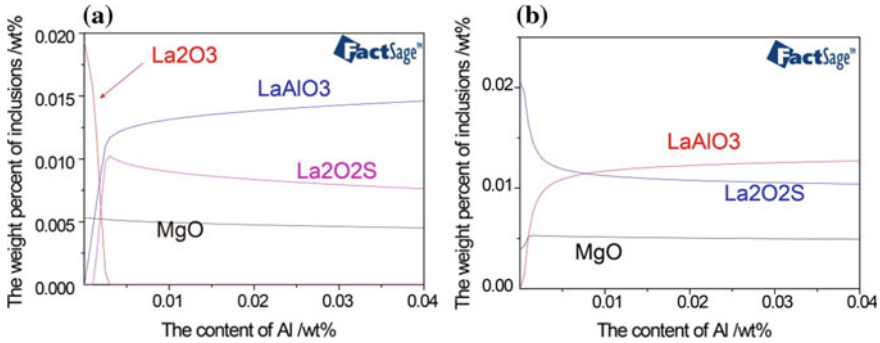 (a)
The weight percent of inclusions /wt%
0.020
0.015
0.010
0.005
0.000
La2O3
FactSage™
LaAlO3
La2O2S
MgO
0.01 0.02 0.03 0.04
The content of Al /wt%
(b)
The weight percent of inclusions /wt%
0.02
0.01
0.00
FactSage™
LaAlO3
La2O2S
MgO
0.01 0.02 0.03 0.04
The content of Al /wt%